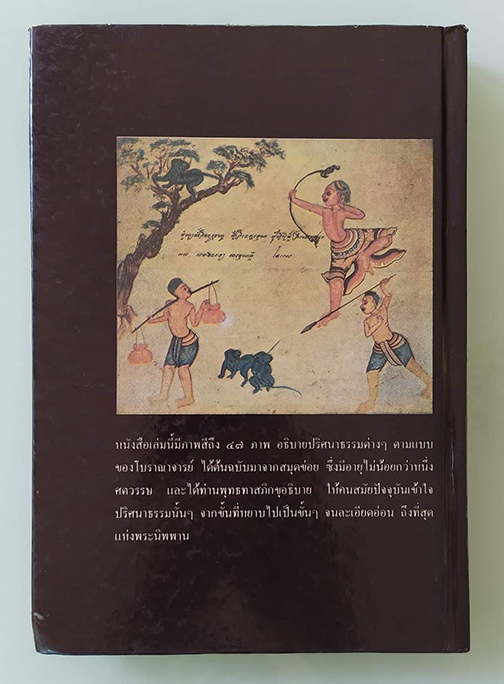 หนังสือเล่มนี้มีภาพสีถึง ๔๗ ภาพ อธิบายปริศนาธรรมต่างๆ ตามแบบ
ของโบราณาจารย์ ได้ต้นฉบับมาจากสมุดข่อย ซึ่งมีอายุไม่น้อยกว่าหนึ่ง
ศตวรรษ และได้ท่านพุทธทาสภิกขุอธิบาย ให้คนสมัยปัจจุบันเข้าใจ
ปริศนาธรรมนั้นๆ จากขั้นที่หยาบไปเป็นขั้นๆ จนละเอียดอ่อน ถึงที่สุด
แห่งพระนิพพาน